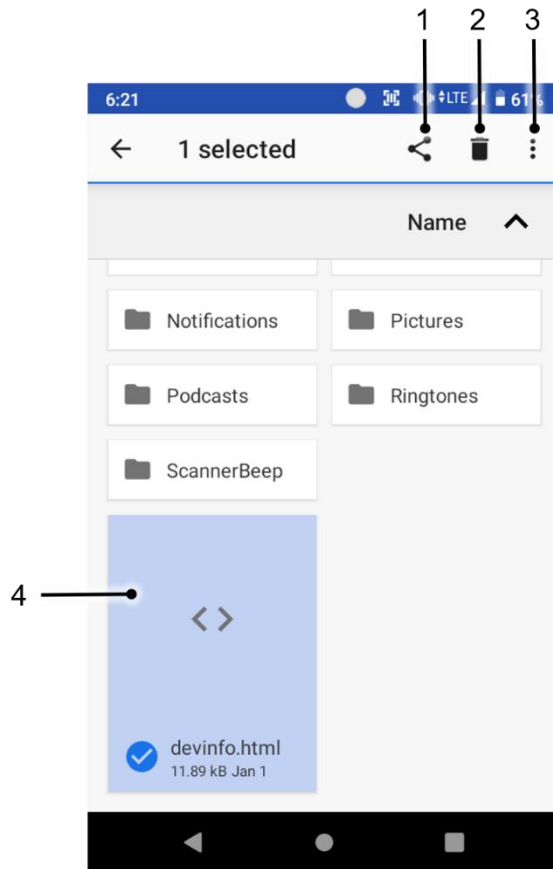 1 2 3
6:21 LTE 61%
1 selected
Name
Notifications Pictures
Podcasts Ringtones
ScannerBeep
4
devinfo.html
11.89 kB Jan 1